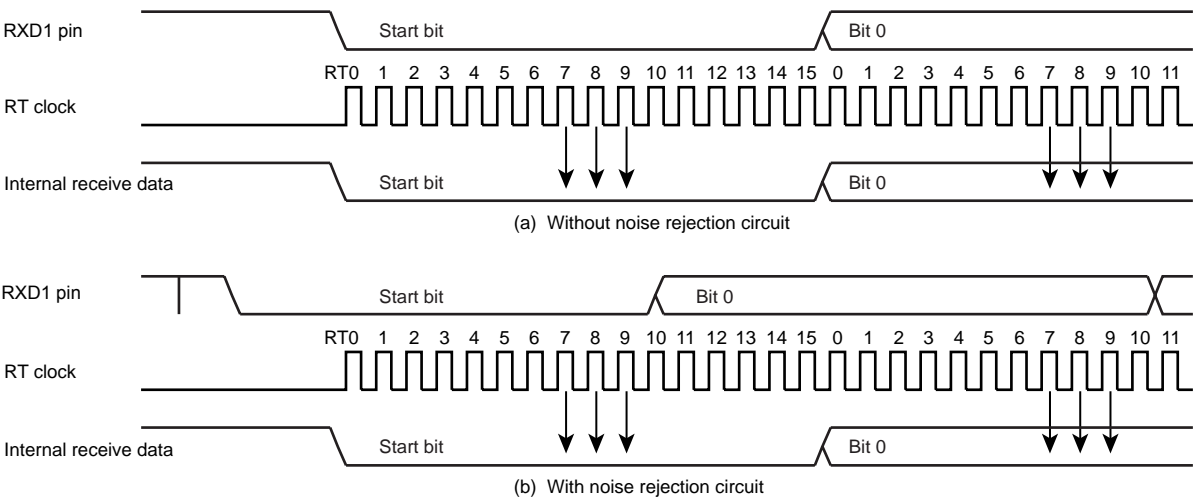 RXD1 pin Start bit Bit 0
RT0 1 2 3 4 5 6 7 8 9 10 11 12 13 14 15 0 1 2 3 4 5 6 7 8 9 10 11
RT clock
Internal receive data Start bit Bit 0
(a) Without noise rejection circuit
RXD1 pin Start bit Bit 0
RT0 1 2 3 4 5 6 7 8 9 10 11 12 13 14 15 0 1 2 3 4 5 6 7 8 9 10 11
RT clock
Internal receive data Start bit Bit 0
(b) With noise rejection circuit